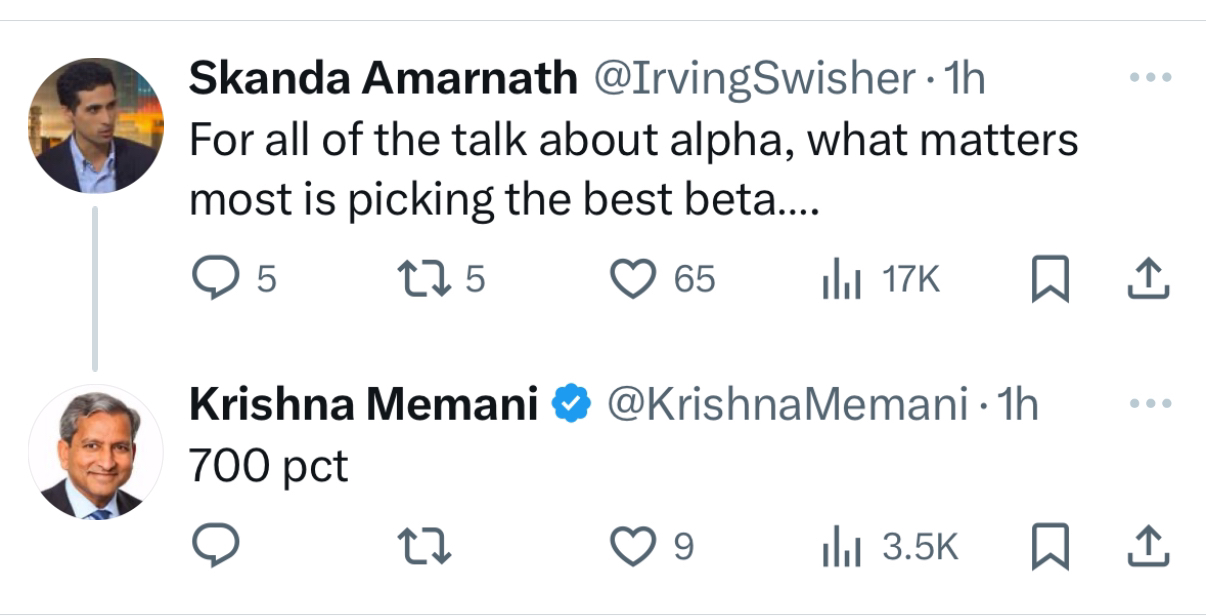 Skanda Amarnath @IrvingSwisher · 1h
For all of the talk about alpha, what matters
most is picking the best beta....
5 5 65 17K
Krishna Memani @KrishnaMemani · 1h
700 pct
9 3.5K